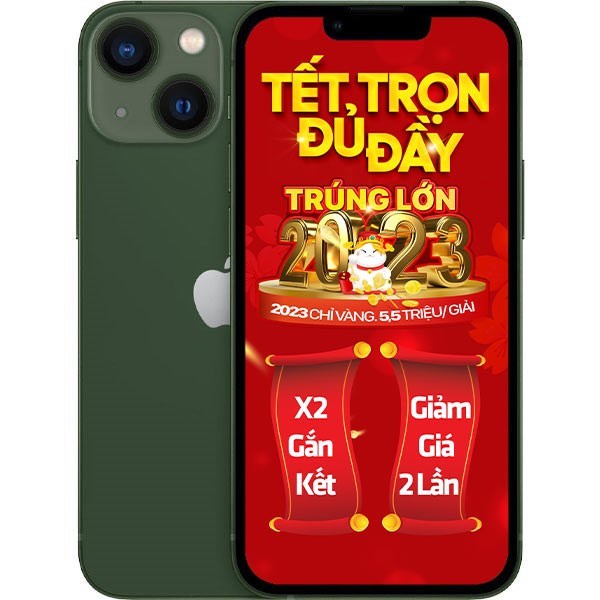 TẾT TRỌN
ĐỦ ĐẦY
TRÚNG LỚN
2023
2023 CHỈ VÀNG. 5,5 TRIỆU/ GIẢI
X2
Gắn
Kết
Giảm
Giá
2 Lần